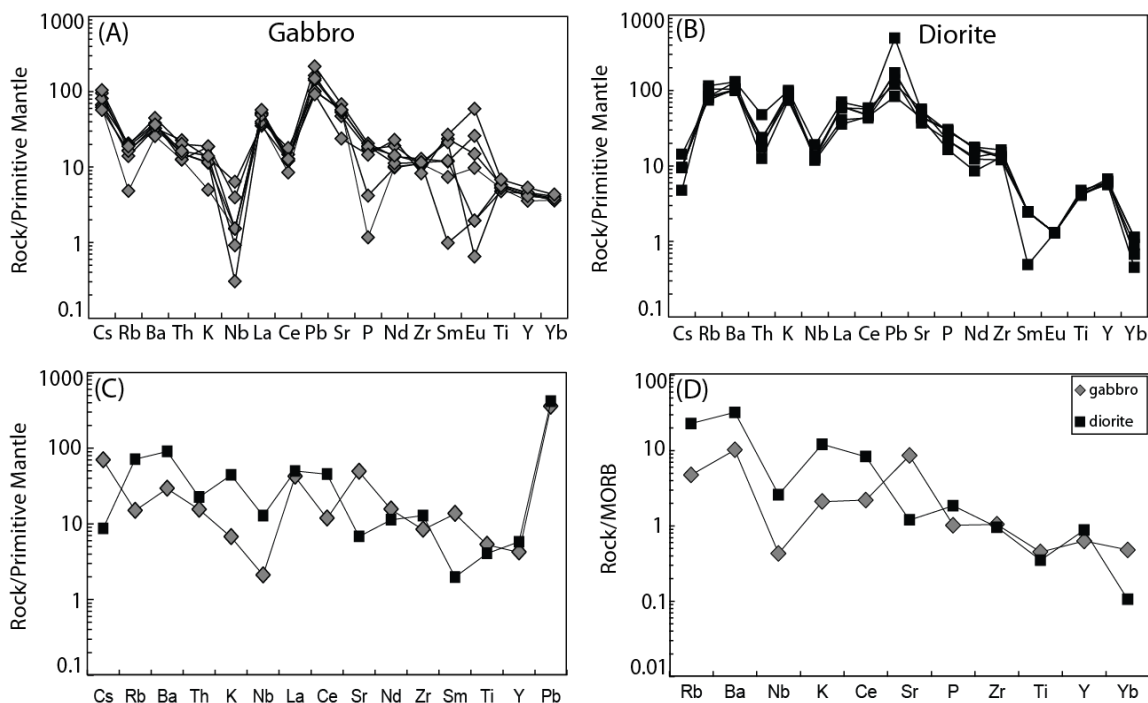 (A) Gabbro
Rock/Primitive Mantle
1000
100
10
1
0.1
Cs Rb Ba Th K Nb La Ce Pb Sr P Nd Zr Sm Eu Ti Y Yb
(B) Diorite
Rock/Primitive Mantle
1000
100
10
1
0.1
Cs Rb Ba Th K Nb La Ce Pb Sr P Nd Zr Sm Eu Ti Y Yb
(C)
Rock/Primitive Mantle
1000
100
10
1
0.1
Cs Rb Ba Th K Nb La Ce Sr Nd Zr Sm Ti Y Pb
(D)
gabbro
diorite
Rock/MORB
100
10
1
0.1
0.01
Rb Ba Nb K Ce Sr P Zr Ti Y Yb